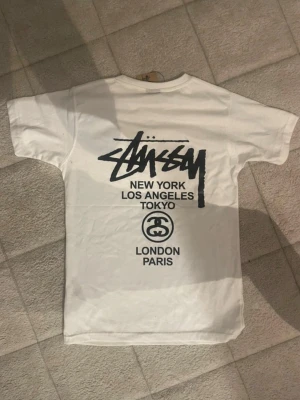 Stüssy
NEW YORK
LOS ANGELES
TOKYO
LONDON
PARIS